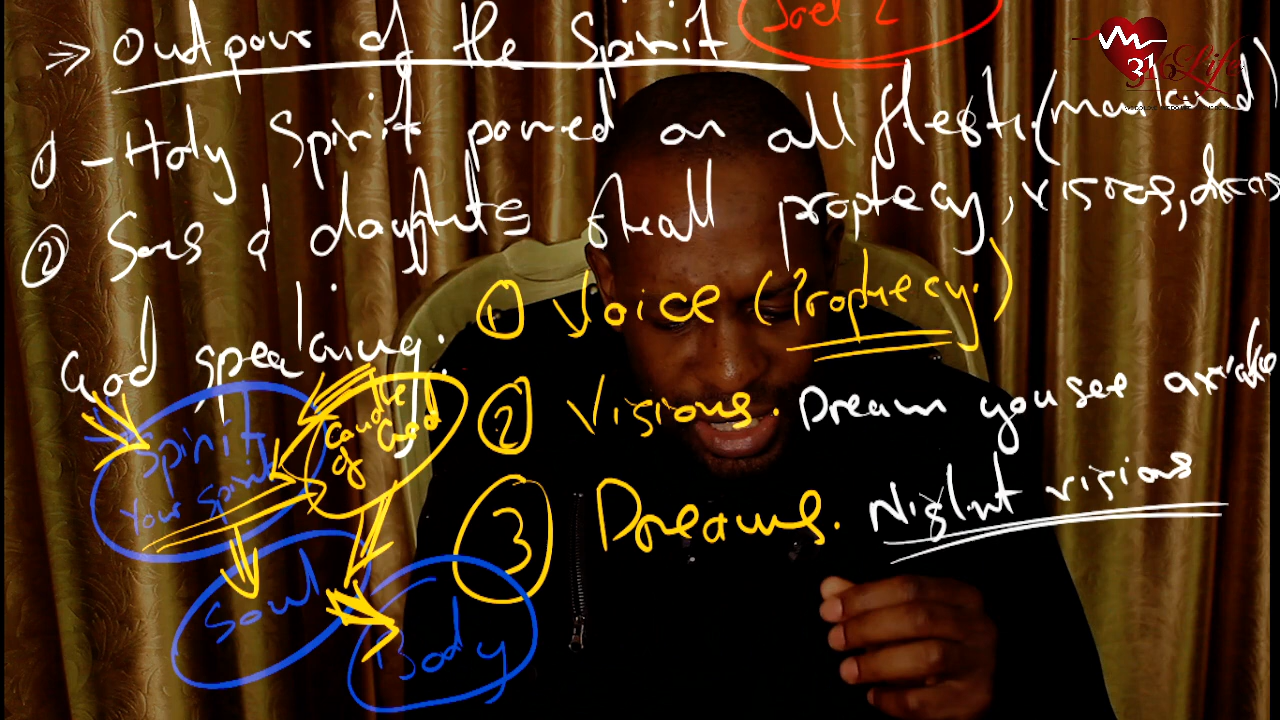 => Outpour of the Spirit Joel 2
316 Life
① - Holy Spirit poured on all flesh (mankind)
② Sons & daughters shall prophecy, visions,
God speaking.
① Voice (Prophecy.)
② Visions. Dream you see awake
③ Dreams. Night visions
Spirit
Your spirit
Candle
of God
Soul
Body